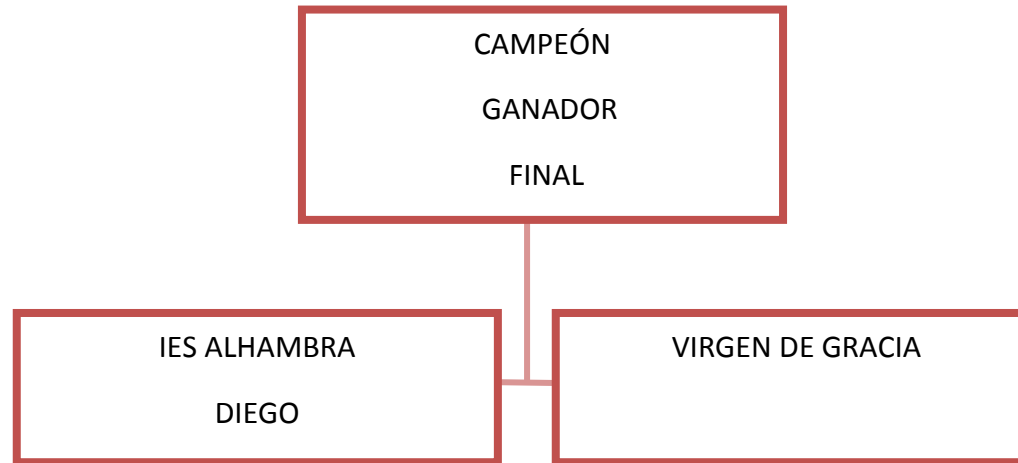 CAMPEÓN
GANADOR
FINAL
IES ALHAMBRA
DIEGO
VIRGEN DE GRACIA